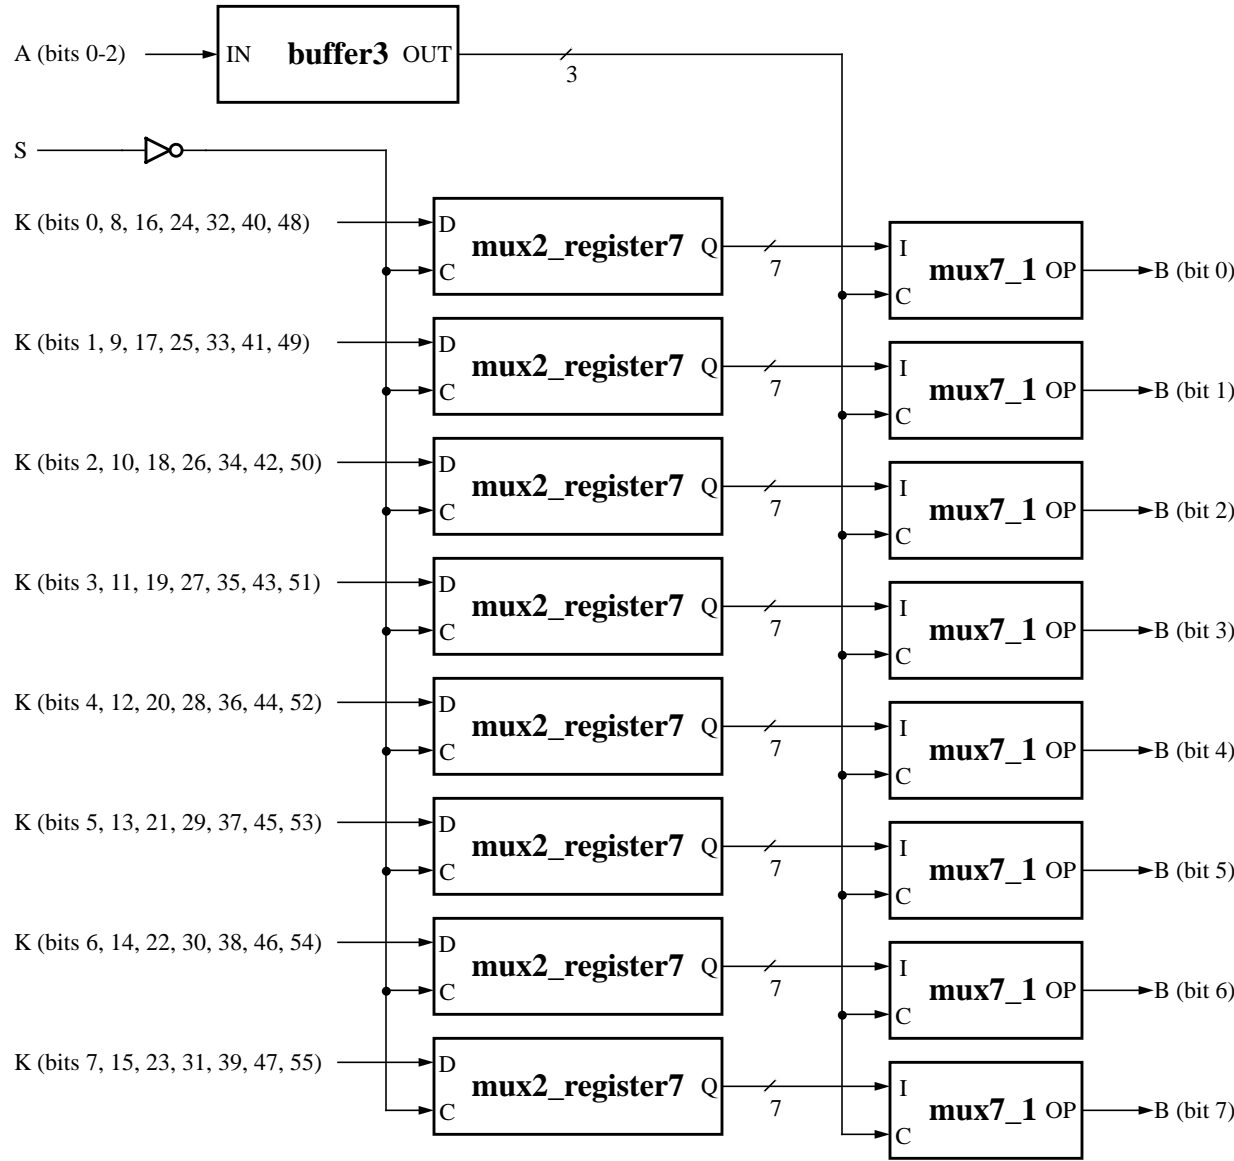 A (bits 0-2) IN buffer3 OUT 3
S
K (bits 0, 8, 16, 24, 32, 40, 48) D C mux2_register7 Q 7 I C mux7_1 OP B (bit 0)
K (bits 1, 9, 17, 25, 33, 41, 49) D C mux2_register7 Q 7 I C mux7_1 OP B (bit 1)
K (bits 2, 10, 18, 26, 34, 42, 50) D C mux2_register7 Q 7 I C mux7_1 OP B (bit 2)
K (bits 3, 11, 19, 27, 35, 43, 51) D C mux2_register7 Q 7 I C mux7_1 OP B (bit 3)
K (bits 4, 12, 20, 28, 36, 44, 52) D C mux2_register7 Q 7 I C mux7_1 OP B (bit 4)
K (bits 5, 13, 21, 29, 37, 45, 53) D C mux2_register7 Q 7 I C mux7_1 OP B (bit 5)
K (bits 6, 14, 22, 30, 38, 46, 54) D C mux2_register7 Q 7 I C mux7_1 OP B (bit 6)
K (bits 7, 15, 23, 31, 39, 47, 55) D C mux2_register7 Q 7 I C mux7_1 OP B (bit 7)